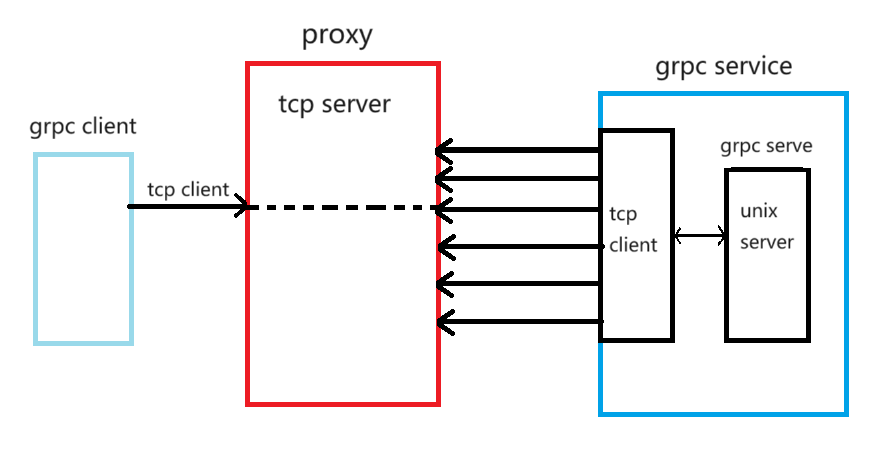 proxy
grpc service
tcp server
grpc client
grpc serve
tcp client
tcp
client
unix
server